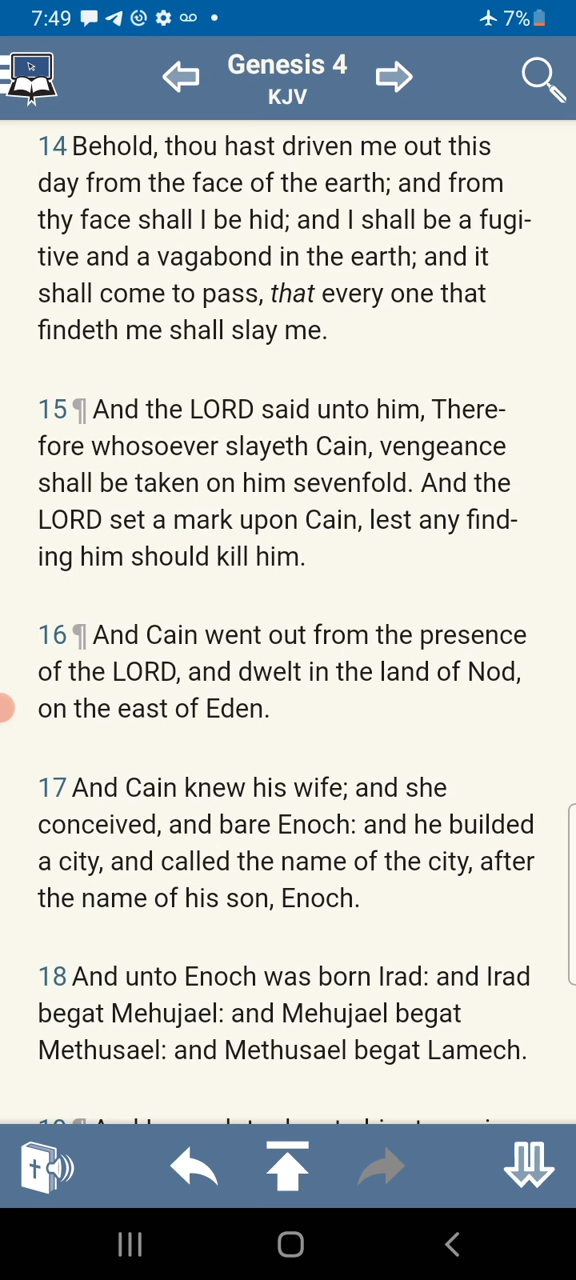 7:49
7%
Genesis 4
KJV
14 Behold, thou hast driven me out this
day from the face of the earth; and from
thy face shall I be hid; and I shall be a fugi-
tive and a vagabond in the earth; and it
shall come to pass, that every one that
findeth me shall slay me.
15 ¶ And the LORD said unto him, There-
fore whosoever slayeth Cain, vengeance
shall be taken on him sevenfold. And the
LORD set a mark upon Cain, lest any find-
ing him should kill him.
16 ¶ And Cain went out from the presence
of the LORD, and dwelt in the land of Nod,
on the east of Eden.
17 And Cain knew his wife; and she
conceived, and bare Enoch: and he builded
a city, and called the name of the city, after
the name of his son, Enoch.
18 And unto Enoch was born Irad: and Irad
begat Mehujael: and Mehujael begat
Methusael: and Methusael begat Lamech.